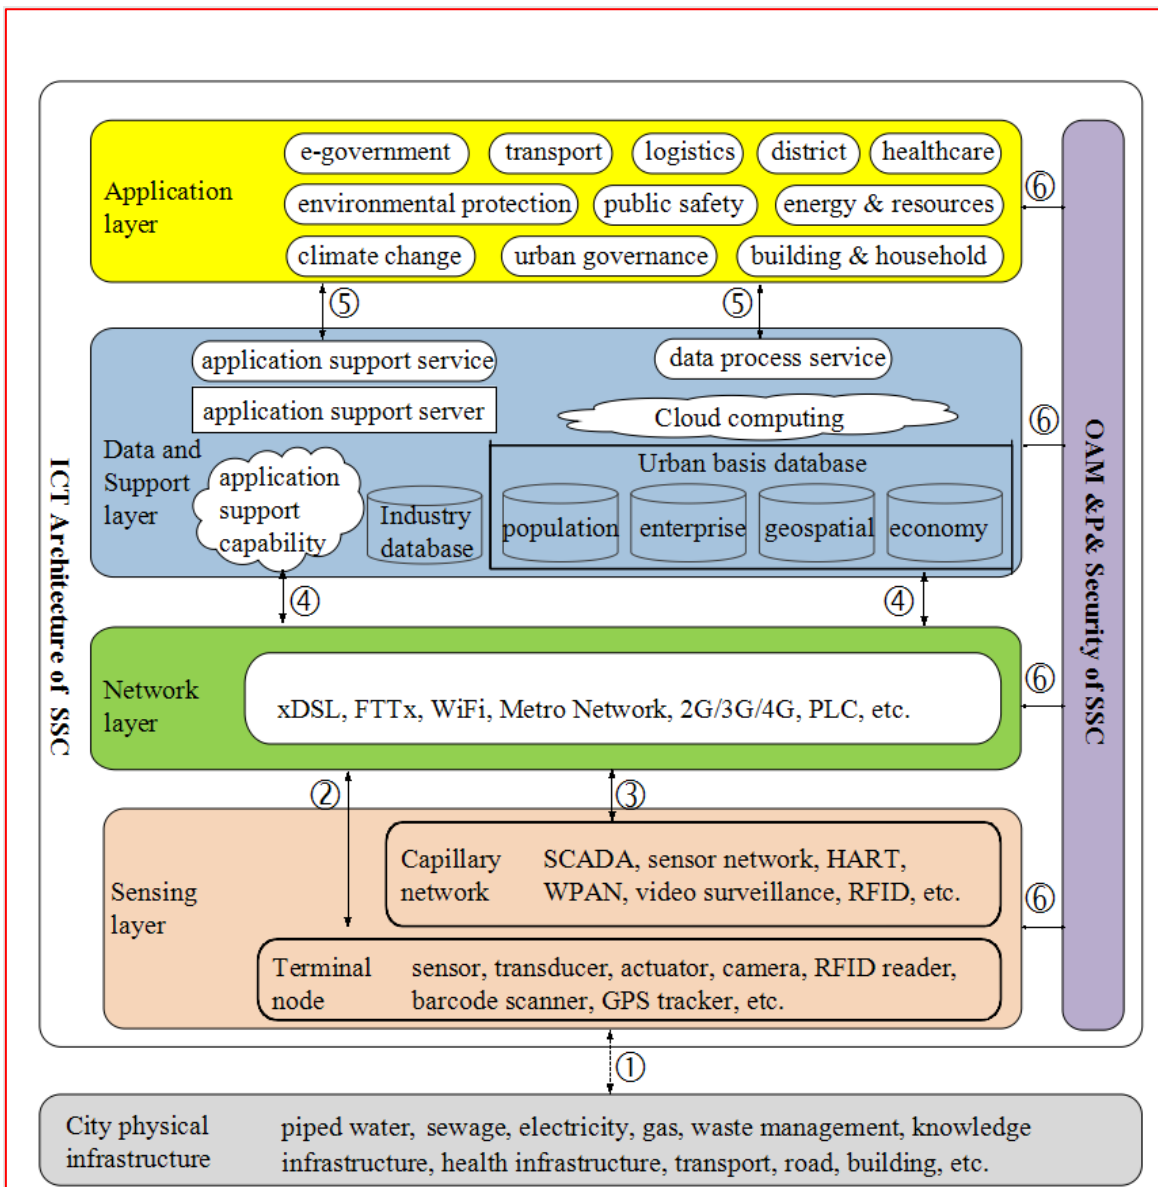 e-government transport logistics district healthcare
Application
layer
environmental protection public safety energy & resources
climate change urban governance building & household
⑥
⑤ ⑤
application support service data process service
application support server Cloud computing
⑥
Data and
Support
layer
application
support
capability
Industry
database
Urban basis database
population enterprise geospatial economy
④ ④
ICT Architecture of SSC
OAM &P& Security of SSC
Network
layer
xDSL, FTTx, WiFi, Metro Network, 2G/3G/4G, PLC, etc.
⑥
② ③
Sensing
layer
Capillary
network
SCADA, sensor network, HART,
WPAN, video surveillance, RFID, etc.
⑥
Terminal
node
sensor, transducer, actuator, camera, RFID reader,
barcode scanner, GPS tracker, etc.
①
City physical
infrastructure
piped water, sewage, electricity, gas, waste management, knowledge
infrastructure, health infrastructure, transport, road, building, etc.